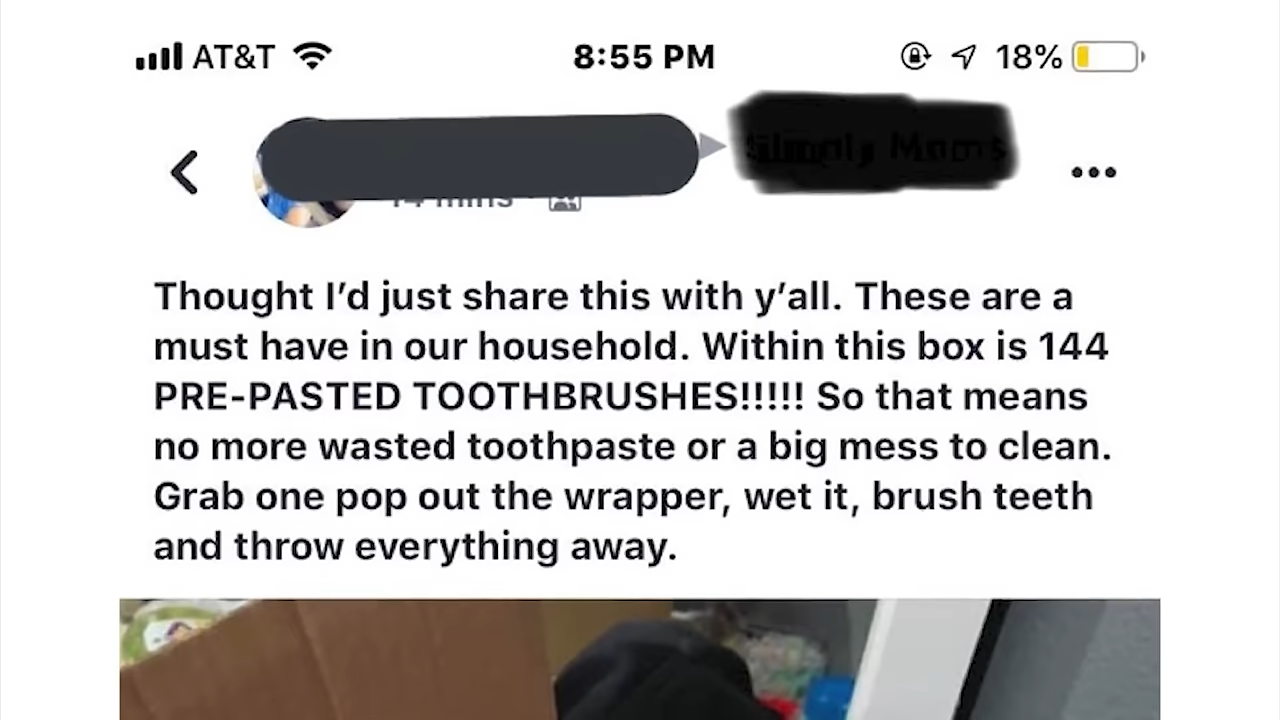 AT&T 8:55 PM 18%
Thought I’d just share this with y’all. These are a
must have in our household. Within this box is 144
PRE-PASTED TOOTHBRUSHES!!!!! So that means
no more wasted toothpaste or a big mess to clean.
Grab one pop out the wrapper, wet it, brush teeth
and throw everything away.